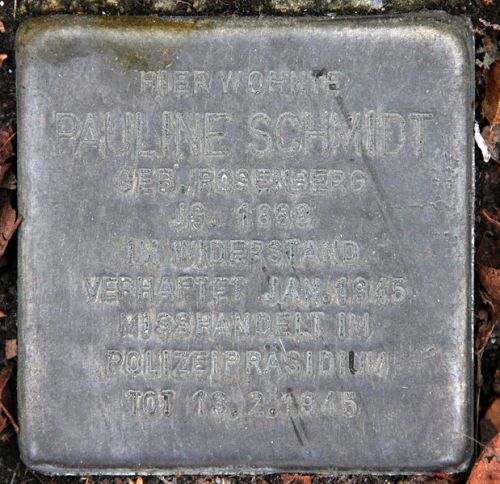 HIER WOHNTE
PAULINE SCHMIDT
GEB. ROSENBERG
JG. 1888
IM WIDERSTAND
VERHAFTET JAN. 1945
MISSHANDELT IM
POLIZEIPRÄSIDIUM
TOT 13.2.1945